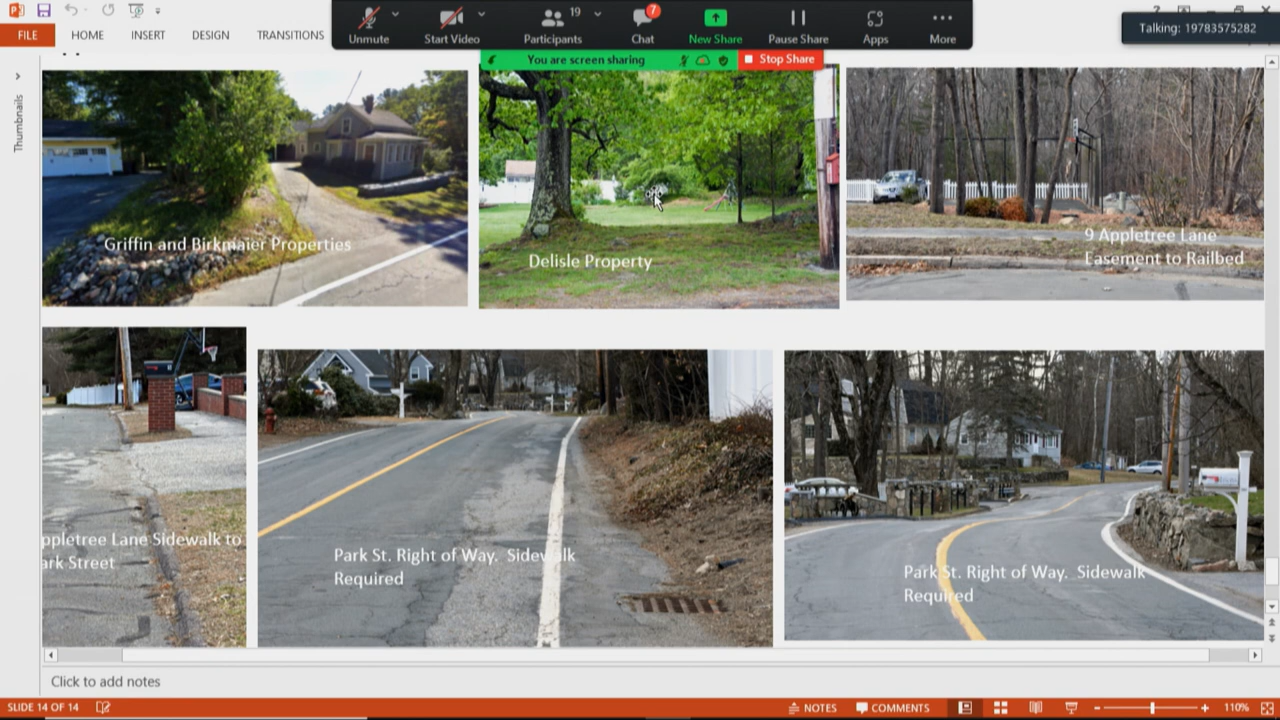 Talking: 19783575282
19
7
Unmute
Start Video
Participants
Chat
New Share
Pause Share
Apps
More
FILE
HOME
INSERT
DESIGN
TRANSITIONS
You are screen sharing
Stop Share
Thumbnails
Griffin and Birkmaier Properties
Delisle Property
9 Appletree Lane
Easement to Railbed
ppletree Lane Sidewalk to
ark Street
Park St. Right of Way. Sidewalk
Required
Park St. Right of Way. Sidewalk
Required
Click to add notes
SLIDE 14 OF 14
NOTES
COMMENTS
110%